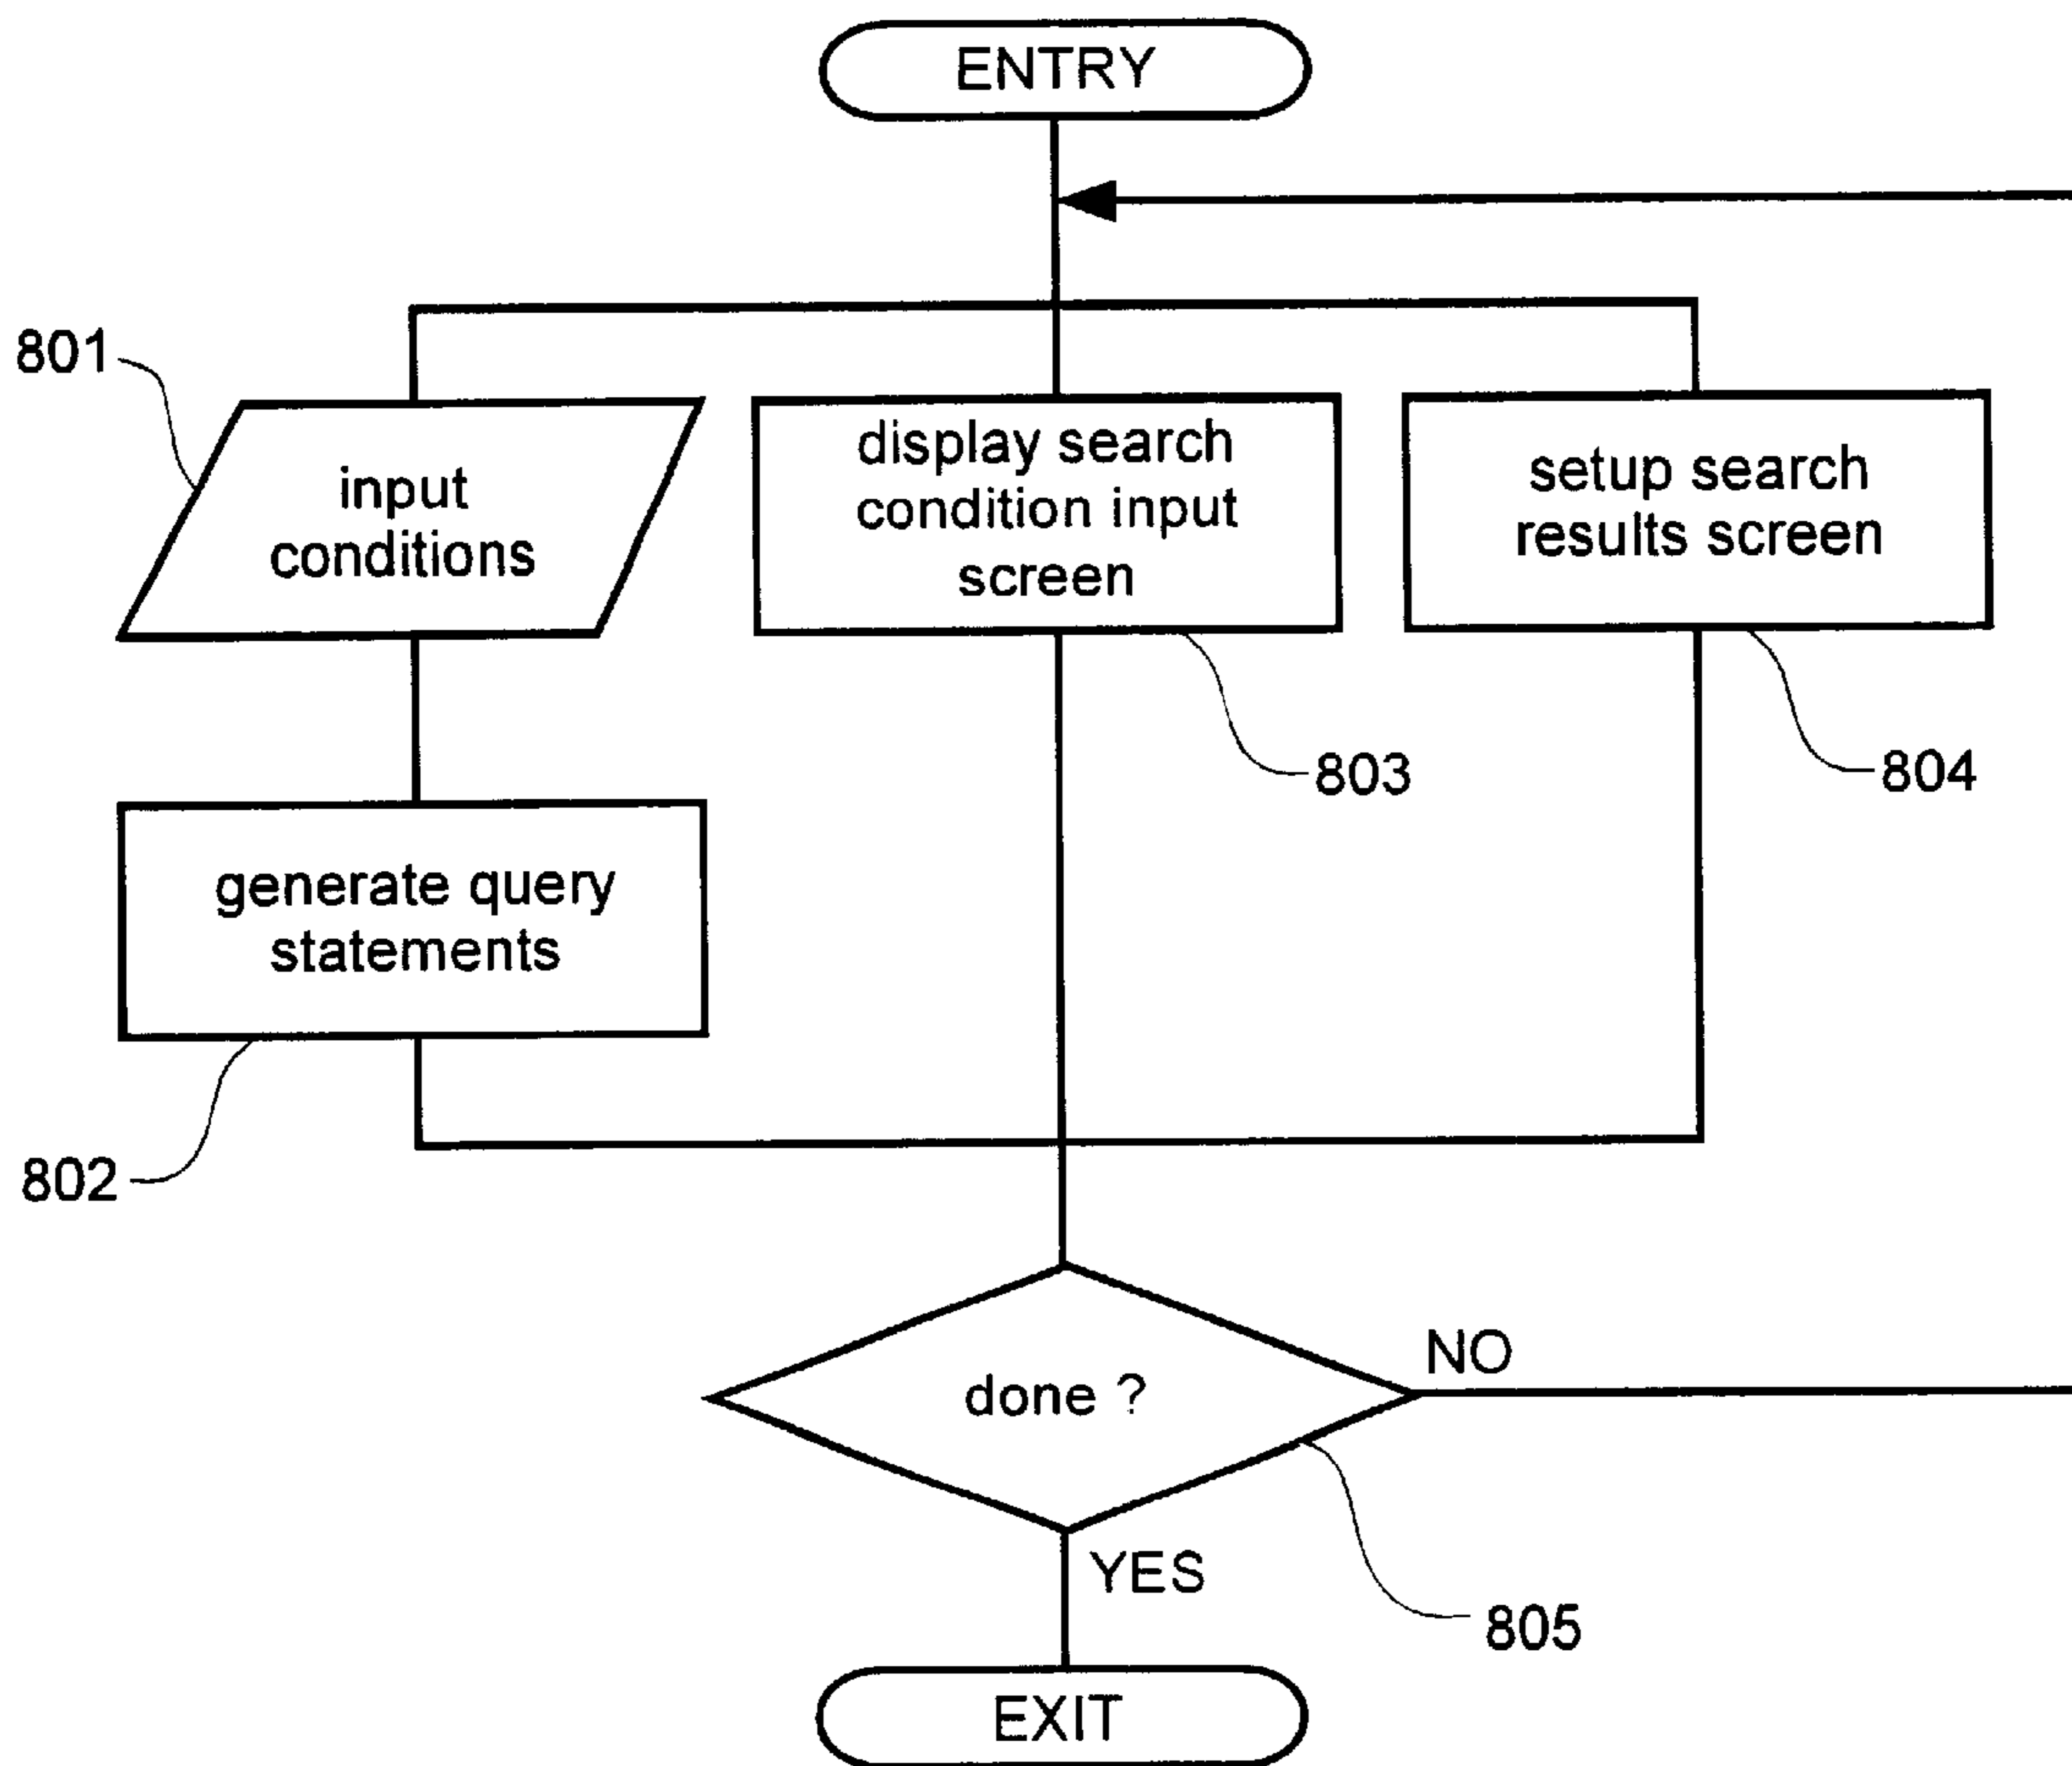 ENTRY
801
input
conditions
display search
condition input
screen
setup search
results screen
803
804
generate query
statements
802
done ?
NO
YES
805
EXIT